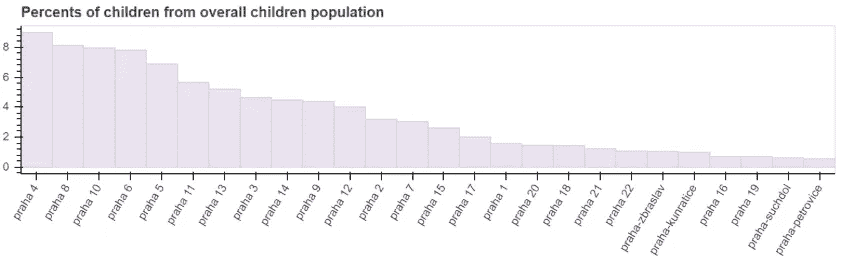 Percents of children from overall children population
8
6
4
2
0
praha 4
praha 8
praha 10
praha 6
praha 5
praha 11
praha 13
praha 3
praha 14
praha 9
praha 12
praha 2
praha 7
praha 15
praha 17
praha 1
praha 20
praha 18
praha 21
praha 22
praha-zbraslav
praha-kunratice
praha 16
praha 19
praha-suchdol
praha-petrovice